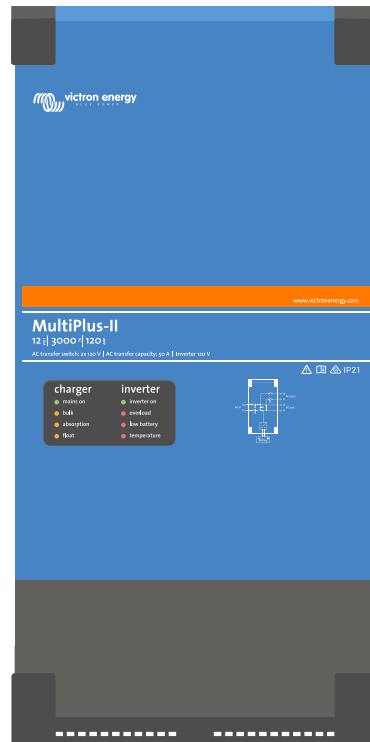 victron energy
BLUE POWER
www.victronenergy.com
MultiPlus-II
12 | 3000 | 120
AC transfer switch: 2x 120 V | AC transfer capacity: 50 A | Inverter 120 V
IP21
charger inverter
mains on inverter on
bulk overload
absorption low battery
float temperature